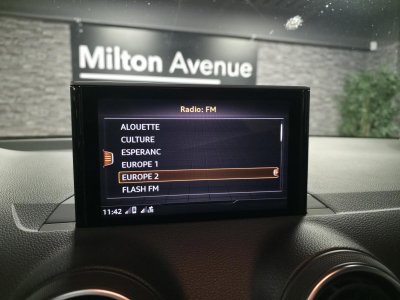 Milton Avenue
Radio: FM
ALOUETTE
CULTURE
ESPERANC
EUROPE 1
EUROPE 2
FLASH FM
11:42